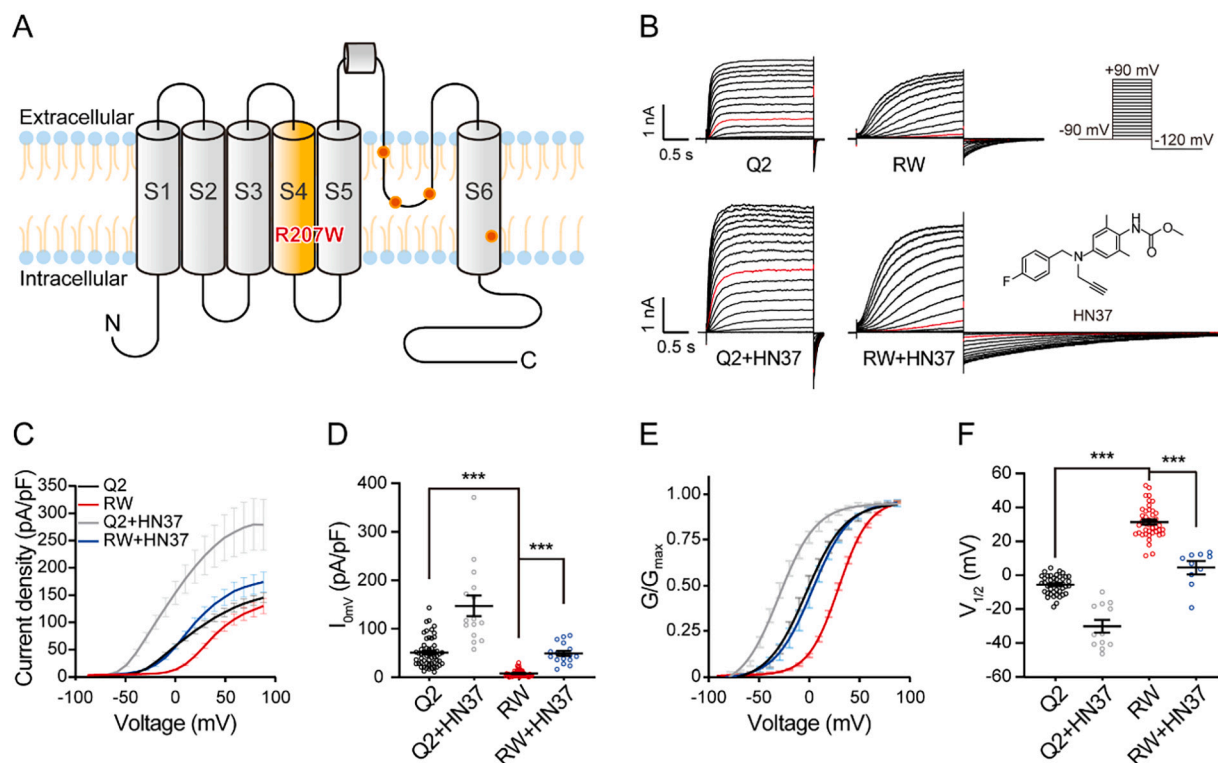 A
Extracellular
S1
S2
S3
S4
S5
S6
R207W
Intracellular
N
C
B
1 nA
0.5 s
Q2
RW
+90 mV
-90 mV
-120 mV
1 nA
0.5 s
Q2+HN37
RW+HN37
F
N
NH
O
O
HN37
C
Current density (pA/pF)
350
300
250
200
150
100
50
0
-100
-50
0
50
100
Voltage (mV)
Q2
RW
Q2+HN37
RW+HN37
D
I0mV (pA/pF)
400
300
200
100
0
***
***
Q2
Q2+HN37
RW
RW+HN37
E
G/Gmax
1.00
0.75
0.50
0.25
0
-100
-50
0
50
100
Voltage (mV)
F
V1/2 (mV)
60
40
20
0
-20
-40
-60
***
***
Q2
Q2+HN37
RW
RW+HN37